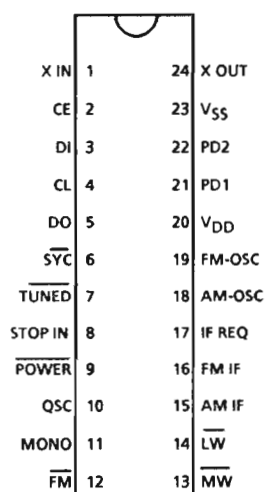 X IN 1 24 X OUT
CE 2 23 VSS
DI 3 22 PD2
CL 4 21 PD1
DO 5 20 VDD
SYC 6 19 FM-OSC
TUNED 7 18 AM-OSC
STOP IN 8 17 IF REQ
POWER 9 16 FM IF
QSC 10 15 AM IF
MONO 11 14 LW
FM 12 13 MW